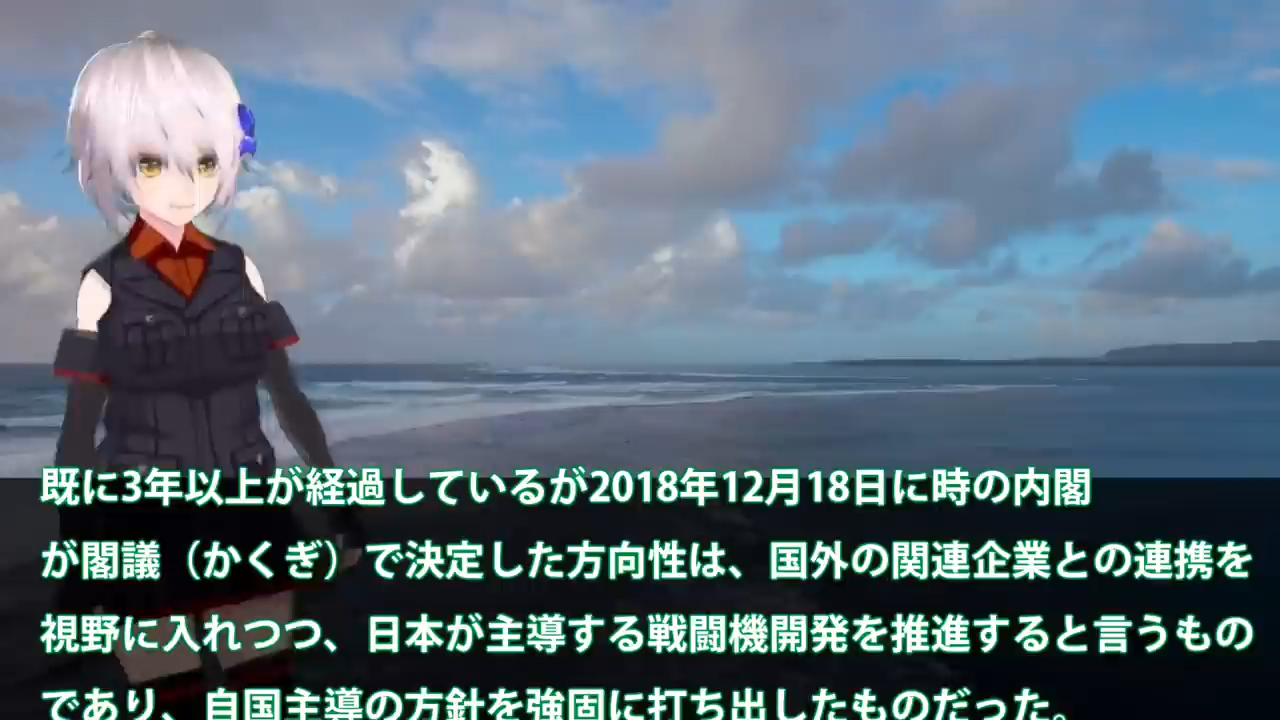 既に3年以上が経過しているが2018年12月18日に時の内閣
が閣議（かくぎ）で決定した方向性は、国外の関連企業との連携を
視野に入れつつ、日本が主導する戦闘機開発を推進すると言うもの
であり、自国主導の方針を強固に打ち出したものだった。